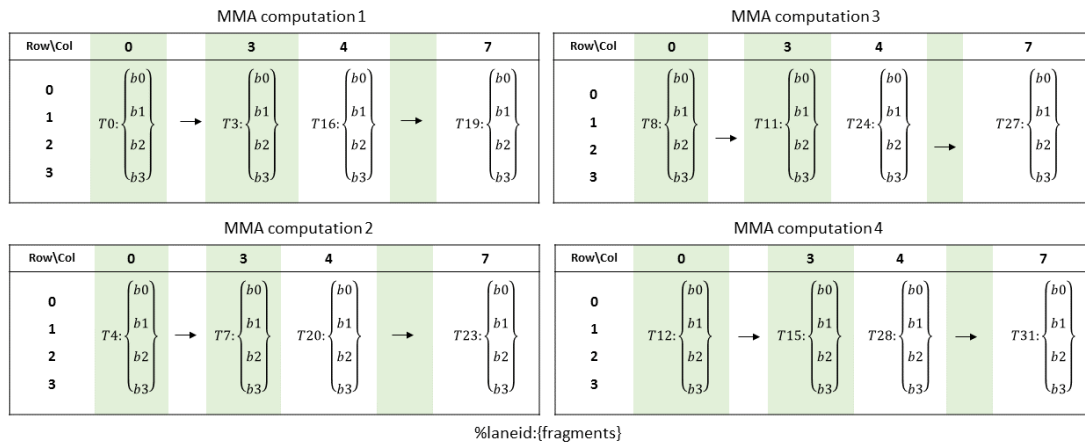 MMA computation 1
Row\Col 0 3 4 7
0
1
2
3
T0: b0 b1 b2 b3 → T3: b0 b1 b2 b3 T16: b0 b1 b2 b3 → T19: b0 b1 b2 b3
MMA computation 3
Row\Col 0 3 4 7
0
1
2
3
T8: b0 b1 b2 b3 → T11: b0 b1 b2 b3 T24: b0 b1 b2 b3 → T27: b0 b1 b2 b3
MMA computation 2
Row\Col 0 3 4 7
0
1
2
3
T4: b0 b1 b2 b3 → T7: b0 b1 b2 b3 T20: b0 b1 b2 b3 → T23: b0 b1 b2 b3
MMA computation 4
Row\Col 0 3 4 7
0
1
2
3
T12: b0 b1 b2 b3 → T15: b0 b1 b2 b3 T28: b0 b1 b2 b3 → T31: b0 b1 b2 b3
%laneid:{fragments}